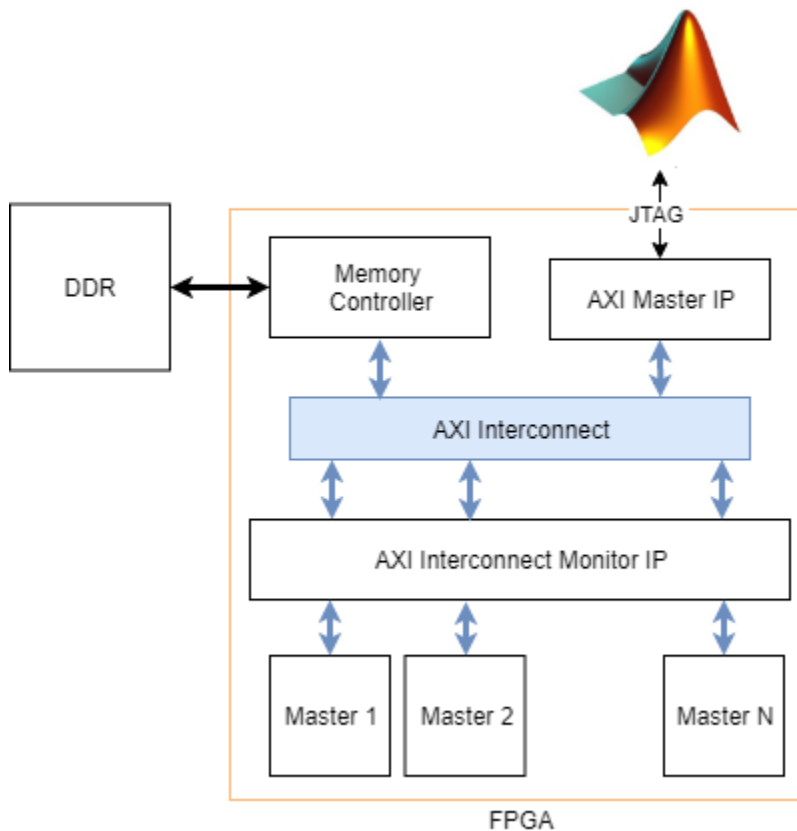 JTAG
DDR
Memory
Controller
AXI Master IP
AXI Interconnect
AXI Interconnect Monitor IP
Master 1
Master 2
Master N
FPGA